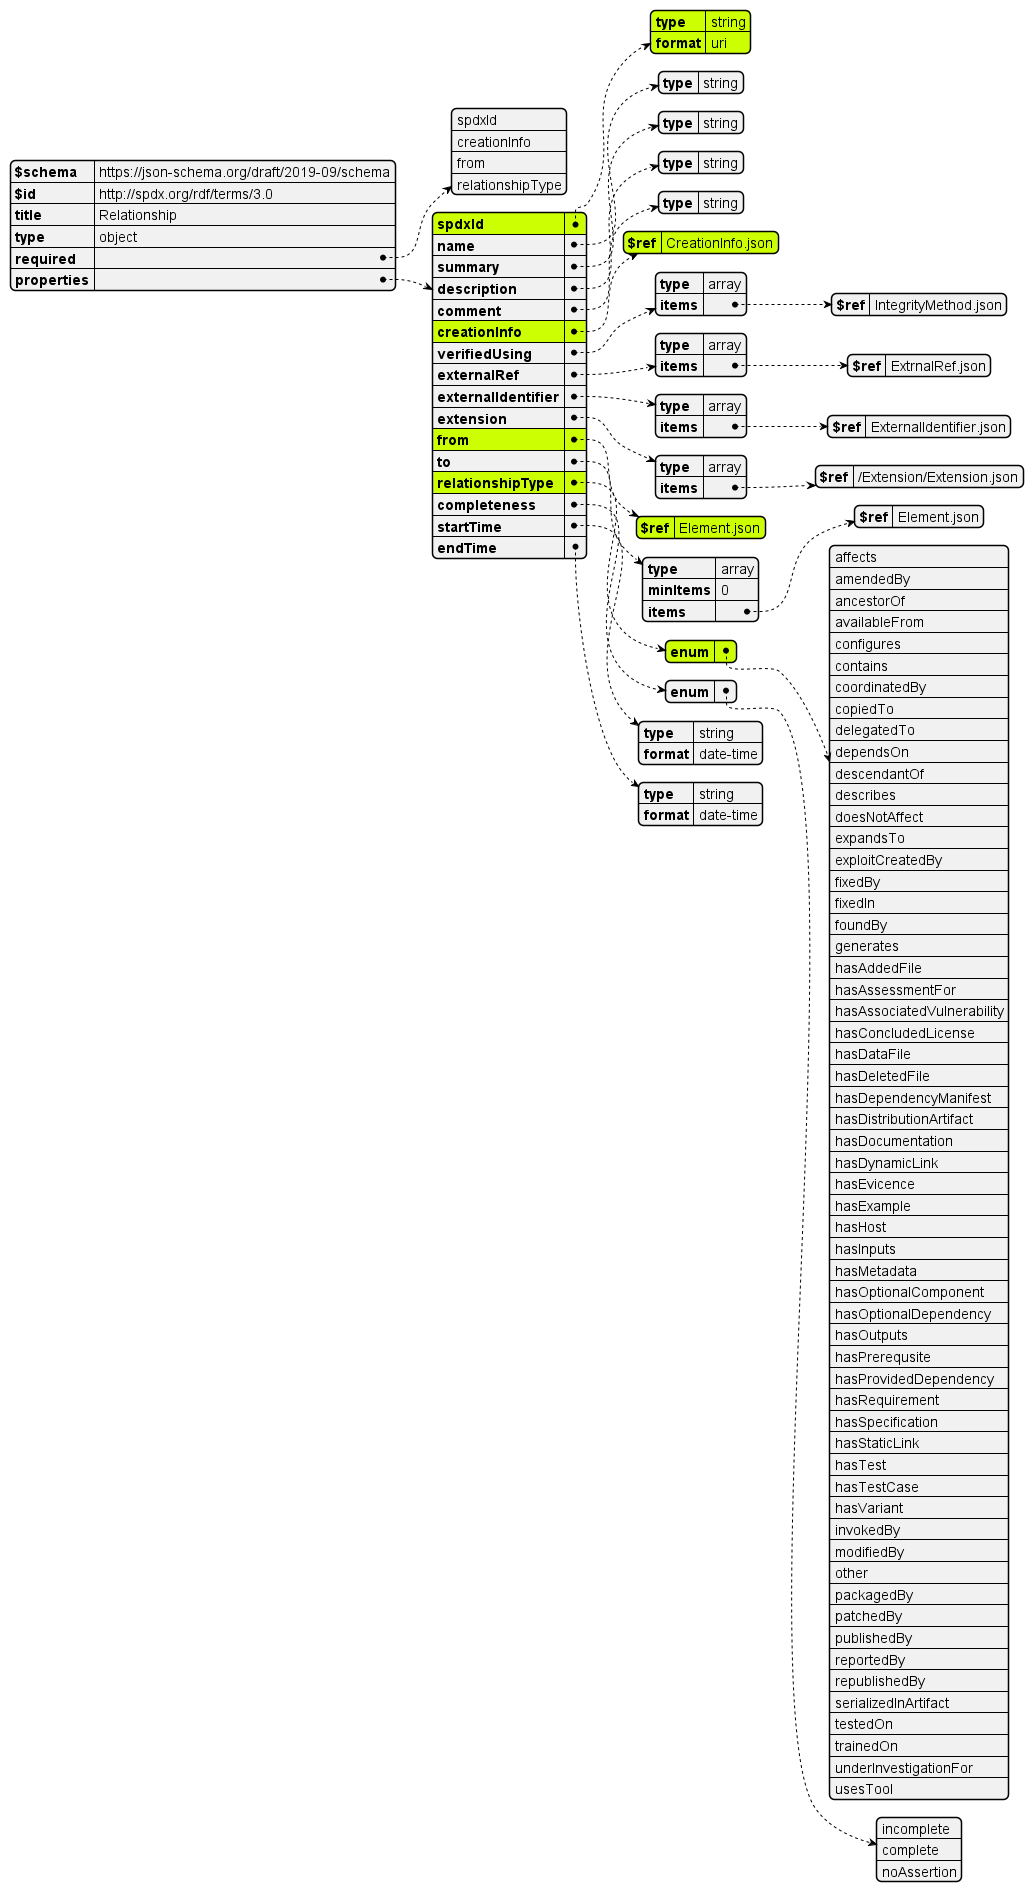 $schema https://json-schema.org/draft/2019-09/schema
$id http://spdx.org/rdf/terms/3.0
title Relationship
type object
required
properties
spdxId
creationInfo
from
relationshipType
spdxId
name
summary
description
comment
creationInfo
verifiedUsing
externalRef
externalIdentifier
extension
from
to
relationshipType
completeness
startTime
endTime
type string
format uri
type string
type string
type string
type string
$ref CreationInfo.json
type array
items
$ref IntegrityMethod.json
type array
items
$ref ExtrnalRef.json
type array
items
$ref ExternalIdentifier.json
type array
items
$ref /Extension/Extension.json
$ref Element.json
type array
minItems 0
items
$ref Element.json
enum
enum
type string
format date-time
type string
format date-time
affects
amendedBy
ancestorOf
availableFrom
configures
contains
coordinatedBy
copiedTo
delegatedTo
dependsOn
descendantOf
describes
doesNotAffect
expandsTo
exploitCreatedBy
fixedBy
fixedIn
foundBy
generates
hasAddedFile
hasAssessmentFor
hasAssociatedVulnerability
hasConcludedLicense
hasDataFile
hasDeletedFile
hasDependencyManifest
hasDistributionArtifact
hasDocumentation
hasDynamicLink
hasEvicence
hasExample
hasHost
hasInputs
hasMetadata
hasOptionalComponent
hasOptionalDependency
hasOutputs
hasPrerequsite
hasProvidedDependency
hasRequirement
hasSpecification
hasStaticLink
hasTest
hasTestCase
hasVariant
invokedBy
modifiedBy
other
packagedBy
patchedBy
publishedBy
reportedBy
republishedBy
serializedInArtifact
testedOn
trainedOn
underInvestigationFor
usesTool
incomplete
complete
noAssertion